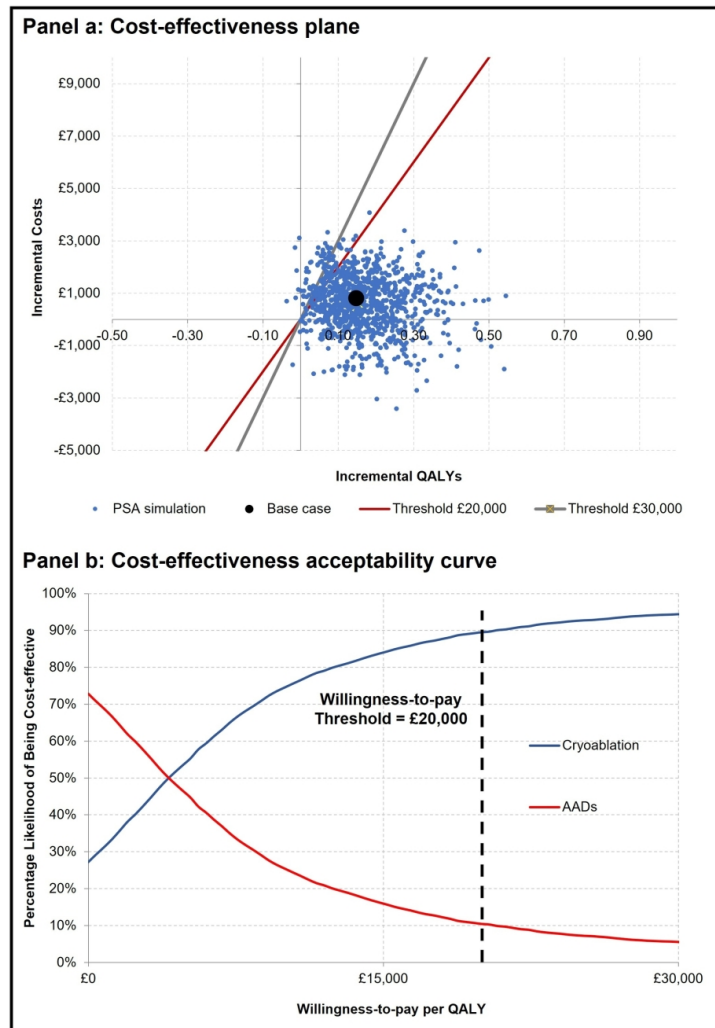 Panel a: Cost-effectiveness plane
£9,000
£7,000
£5,000
£3,000
£1,000
-0.50 -0.30 -0.10 0.10 0.30 0.50 0.70 0.90
-£1,000
-£3,000
-£5,000
Incremental Costs
Incremental QALYs
PSA simulation
Base case
Threshold £20,000
Threshold £30,000
Panel b: Cost-effectiveness acceptability curve
100%
90%
80%
70%
60%
50%
40%
30%
20%
10%
0%
Percentage Likelihood of Being Cost-effective
Willingness-to-pay
Threshold = £20,000
Cryoablation
AADs
£0 £15,000 £30,000
Willingness-to-pay per QALY